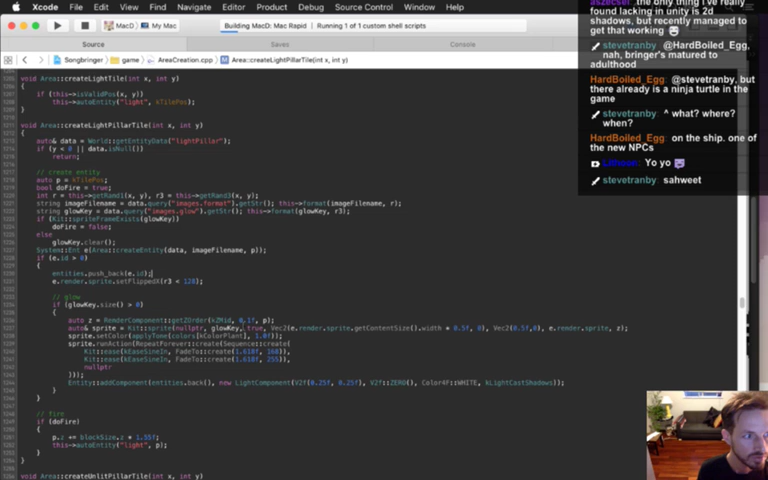 Xcode File Edit View Find Navigate Editor Product Debug Source Control Window Help
MacD My Mac
Building MacD: Mac Rapid Running 1 of 1 custom shell scripts
Source Saves Console
Songbringer game AreaCreation.cpp Area::createLightPillarTile(int x, int y)
void Area::createLightTile(int x, int y)
{
if (this->isValidPos(x, y))
this->autoEntity("light", kTilePos);
}
void Area::createLightPillarTile(int x, int y)
{
auto& data = World::getEntityData("lightPillar");
if (y < 0 || data.isNull())
return;
// create entity
auto p = kTilePos;
bool doFire = true;
int r = this->getRand1(x, y), r3 = this->getRand3(x, y);
string imageFilename = data.query("images.format").getStr(); this->format(imageFilename, r);
string glowKey = data.query("images.glow").getStr(); this->format(glowKey, r3);
if (Kit::spriteFrameExists(glowKey))
doFire = false;
else
glowKey.clear();
System::Ent e(Area::createEntity(data, imageFilename, p));
if (e.id > 0)
{
entities.push_back(e.id);
e.render.sprite.setFlippedX(r3 < 128);
// glow
if (glowKey.size() > 0)
{
auto z = RenderComponent::getZOrder(kZMid, 0.1f, p);
auto& sprite = Kit::sprite(nullptr, glowKey, true, Vec2(e.render.sprite.getContentSize().width * 0.5f, 0), Vec2(0.5f,0), e.render.sprite, z);
sprite.setColor(applyTone(colors[kColorPlant], 1.0f));
sprite.runAction(RepeatForever::create(Sequence::create(
Kit::ease(kEaseSineIn, FadeTo::create(1.618f, 168)),
Kit::ease(kEaseSineIn, FadeTo::create(1.618f, 255)),
nullptr
)));
Entity::addComponent(entities.back(), new LightComponent(V2f(0.25f, 0.25f), V2f::ZERO(), Color4F::WHITE, kLightCastShadows));
}
}
// fire
if (doFire)
{
p.z += blockSize.z * 1.35f;
this->autoEntity("light", p);
}
}
void Area::createUnlitPillarTile(int x, int y)
found lacking in unity is 2d
shadows, but recently managed to
get that working
stevetranby: @HardBoiled_Egg,
nah, bringer's matured to
adulthood
HardBoiled_Egg: @stevetranby, but
there already is a ninja turtle in the
game
stevetranby: ^ what? where?
when?
HardBoiled_Egg: on the ship. one of
the new NPCs
Yo yo
stevetranby: sahweet